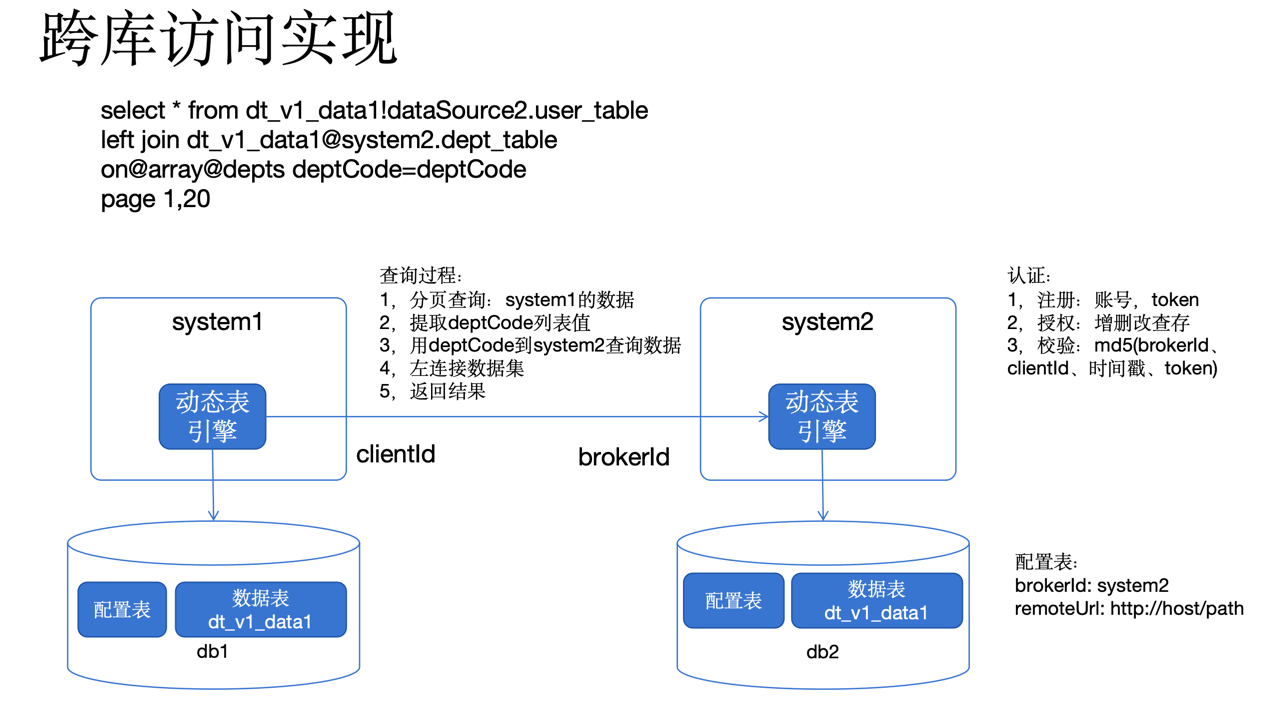 跨库访问实现
select * from dt_v1_data1!dataSource2.user_table
left join dt_v1_data1@system2.dept_table
on@array@depts deptCode=deptCode
page 1,20
查询过程:
1，分页查询：system1的数据
2，提取deptCode列表值
3，用deptCode到system2查询数据
4，左连接数据集
5，返回结果
认证:
1，注册：账号，token
2，授权：增删改查存
3，校验：md5(brokerId、
clientId、时间戳、token)
system1
动态表
引擎
clientId
brokerId
system2
动态表
引擎
配置表
数据表
dt_v1_data1
db1
配置表
数据表
dt_v1_data1
db2
配置表:
brokerId: system2
remoteUrl: http://host/path